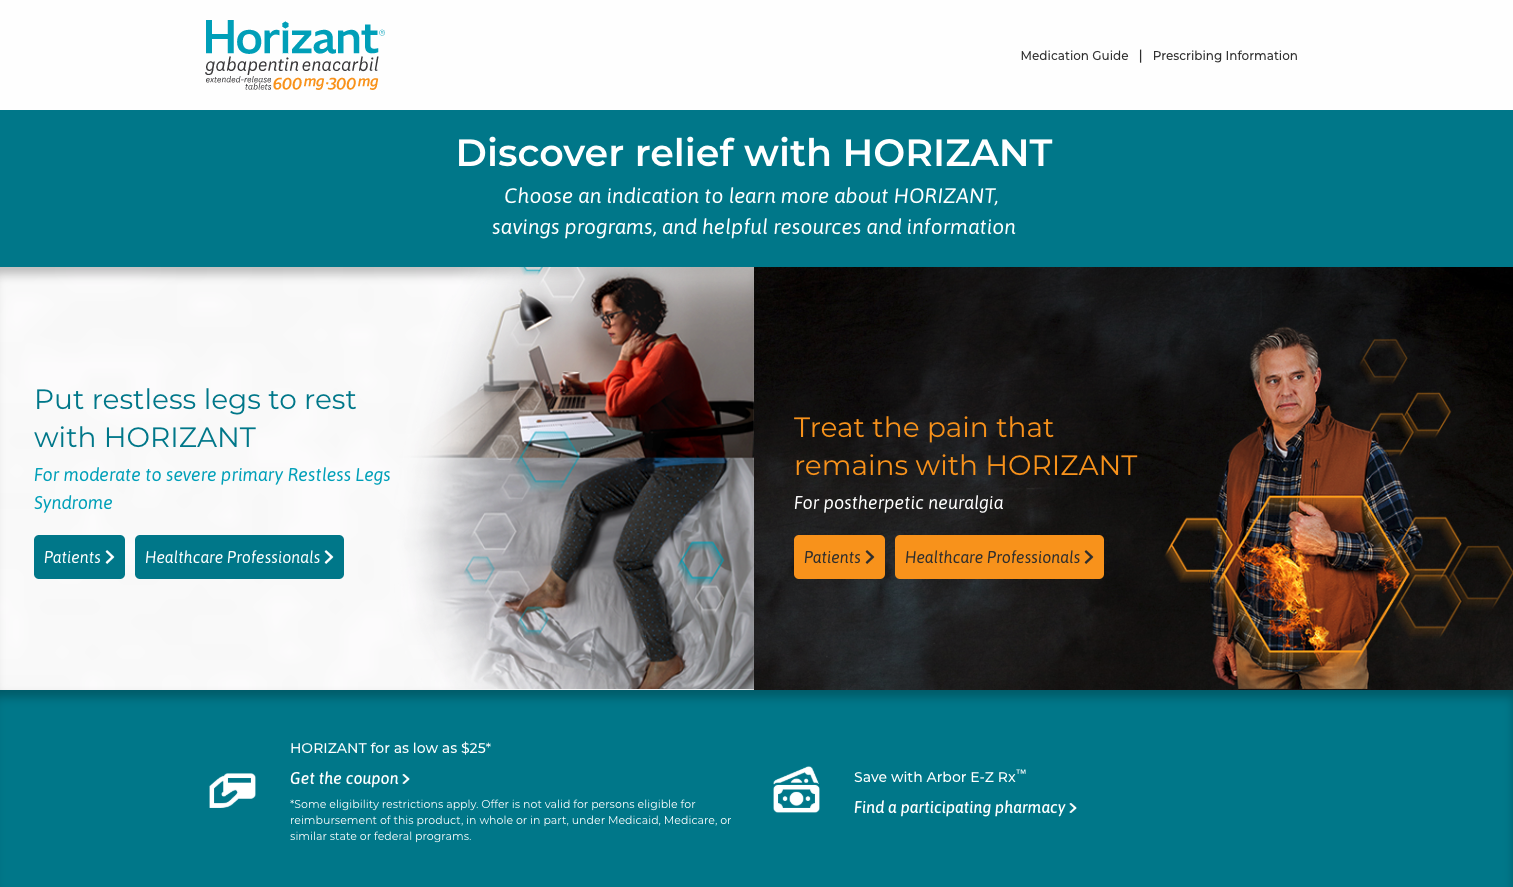 Horizant®
gabapentin enacarbil
extended-release
tablets 600 mg·300 mg
Medication Guide | Prescribing Information
Discover relief with HORIZANT
Choose an indication to learn more about HORIZANT,
savings programs, and helpful resources and information
Put restless legs to rest
with HORIZANT
For moderate to severe primary Restless Legs
Syndrome
Patients
Healthcare Professionals
Treat the pain that
remains with HORIZANT
For postherpetic neuralgia
Patients
Healthcare Professionals
HORIZANT for as low as $25*
Get the coupon
*Some eligibility restrictions apply. Offer is not valid for persons eligible for
reimbursement of this product, in whole or in part, under Medicaid, Medicare, or
similar state or federal programs.
Save with Arbor E-Z Rx™
Find a participating pharmacy